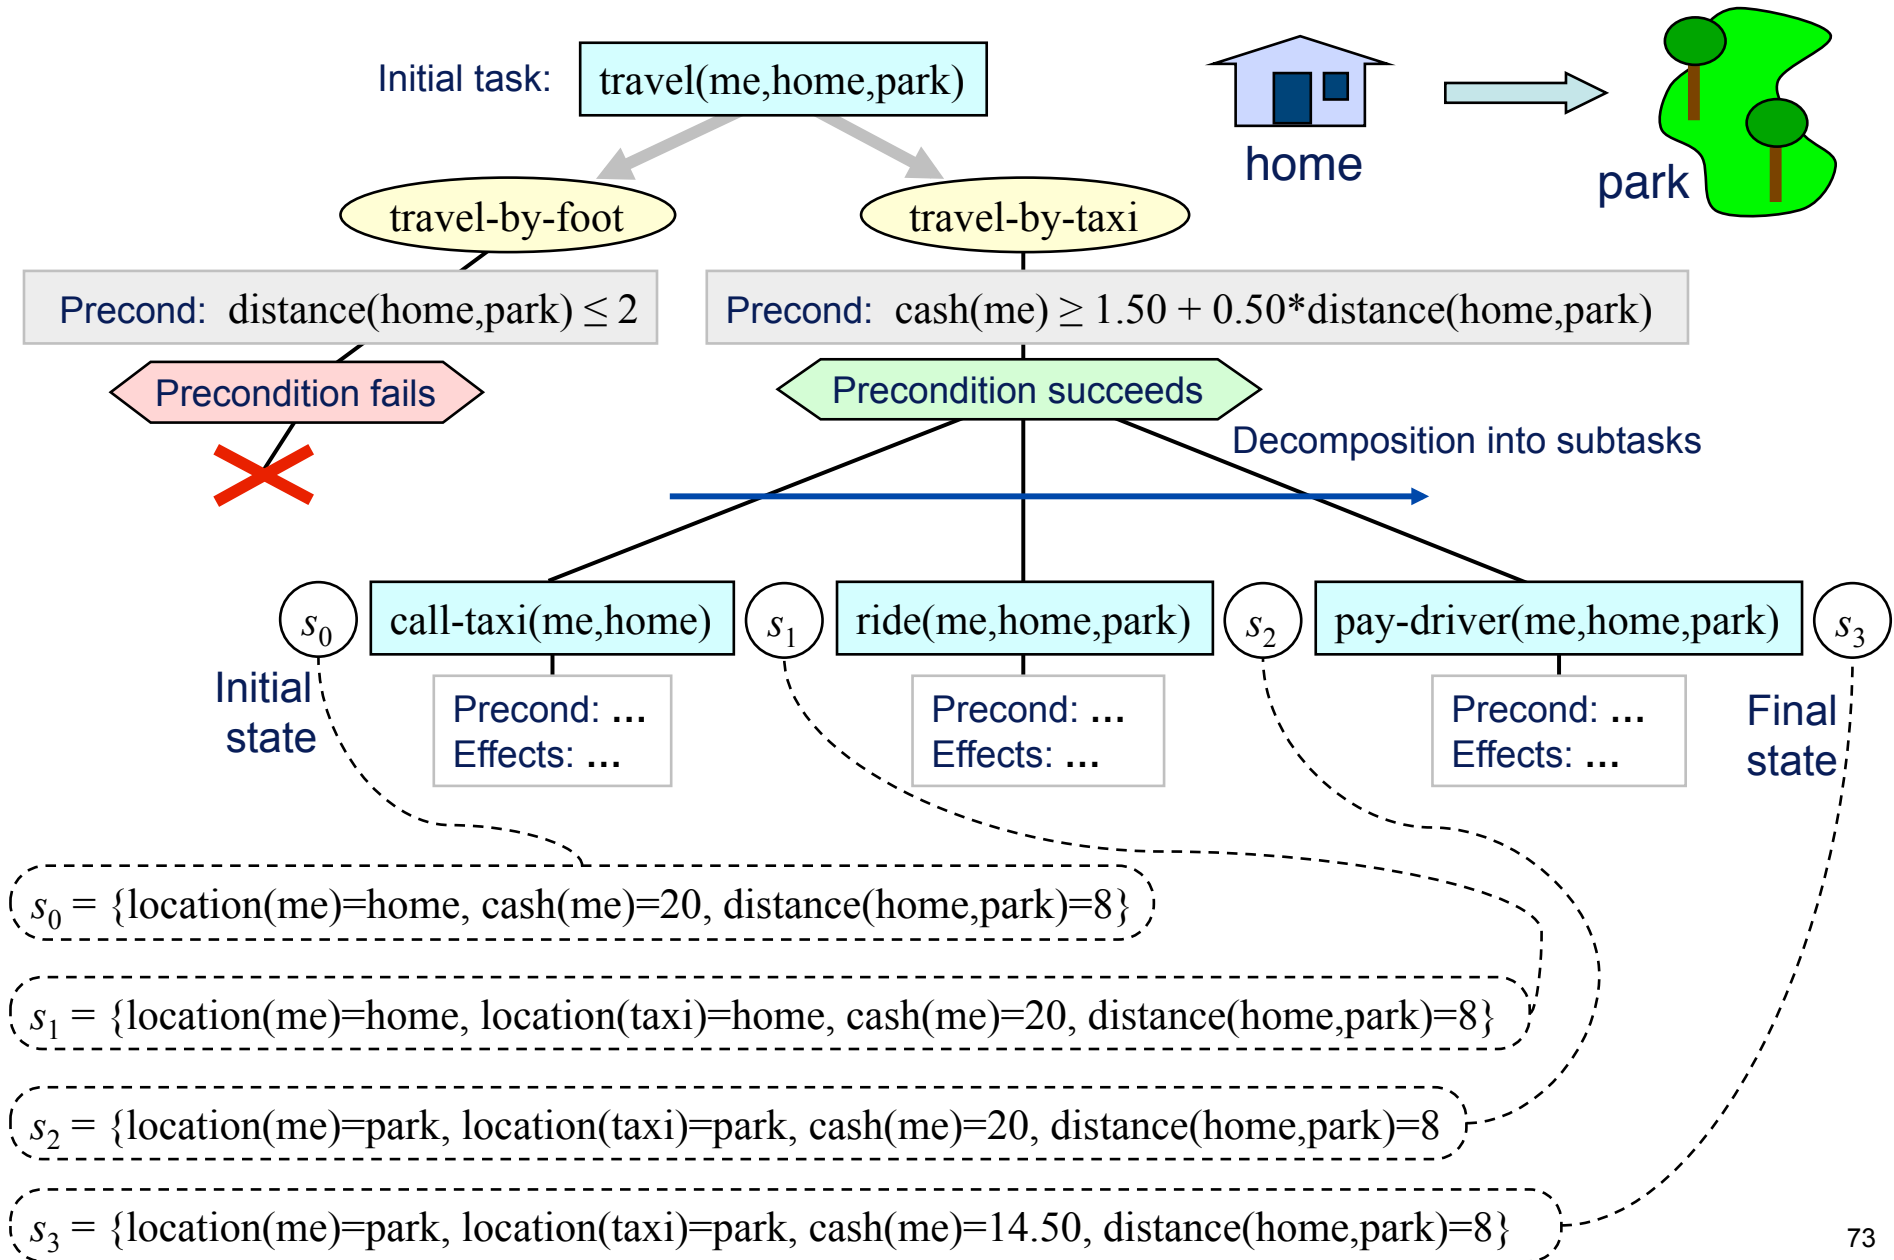 Initial task: travel(me,home,park)
home
park
travel-by-foot
travel-by-taxi
Precond: distance(home,park) ≤ 2
Precond: cash(me) ≥ 1.50 + 0.50*distance(home,park)
Precondition fails
Precondition succeeds
Decomposition into subtasks
s0
call-taxi(me,home)
s1
ride(me,home,park)
s2
pay-driver(me,home,park)
s3
Initial
state
Precond: ...
Effects: ...
Precond: ...
Effects: ...
Precond: ...
Effects: ...
Final
state
s0 = {location(me)=home, cash(me)=20, distance(home,park)=8}
s1 = {location(me)=home, location(taxi)=home, cash(me)=20, distance(home,park)=8}
s2 = {location(me)=park, location(taxi)=park, cash(me)=20, distance(home,park)=8
s3 = {location(me)=park, location(taxi)=park, cash(me)=14.50, distance(home,park)=8}
73